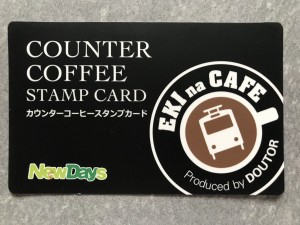 COUNTER
COFFEE
STAMP CARD
カウンターコーヒースタンプカード
NewDays
EKI na CAFE
Produced by DOUTOR